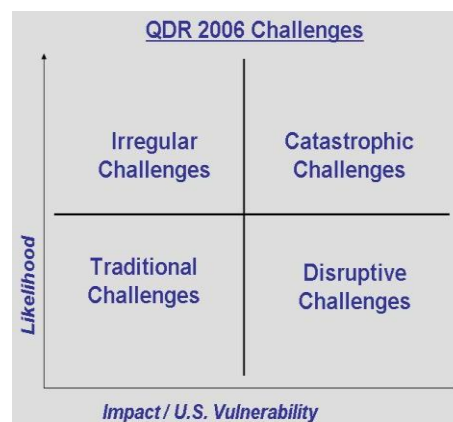 QDR 2006 Challenges
Irregular
Challenges
Catastrophic
Challenges
Likelihood
Traditional
Challenges
Disruptive
Challenges
Impact / U.S. Vulnerability